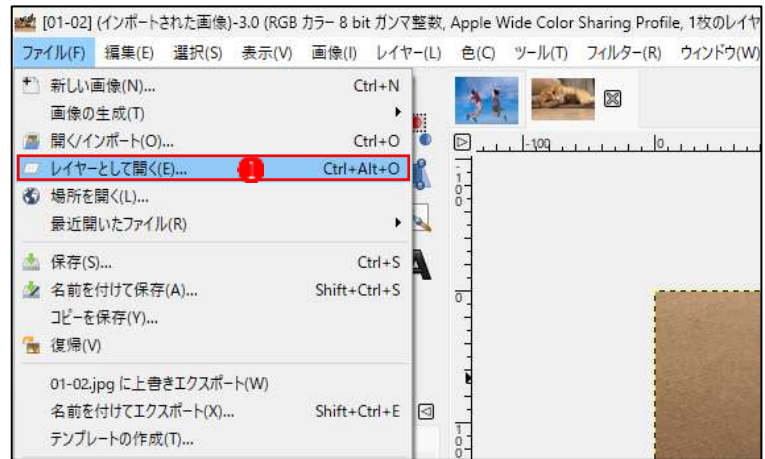 [01-02] (インポートされた画像)-3.0 (RGB カラー 8 bit ガンマ整数, Apple Wide Color Sharing Profile, 1枚のレイヤ
ファイル(F) 編集(E) 選択(S) 表示(V) 画像(I) レイヤー(L) 色(C) ツール(T) フィルター(R) ウィンドウ(W)
新しい画像(N)... Ctrl+N
画像の生成(T)
開く/インポート(O)... Ctrl+O
レイヤーとして開く(E)... 1 Ctrl+Alt+O
場所を開く(L)...
最近開いたファイル(R)
保存(S)... Ctrl+S
名前を付けて保存(A)... Shift+Ctrl+S
コピーを保存(Y)...
復帰(V)
01-02.jpg に上書きエクスポート(W)
名前を付けてエクスポート(X)... Shift+Ctrl+E
テンプレートの作成(T)...
-100 0
-100
0
100
A